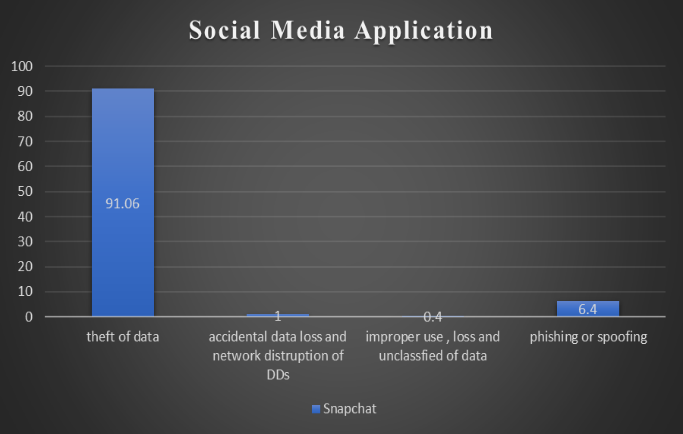 Social Media Application
100
90
80
70
60
50
40
30
20
10
0
91.06
1
0.4
6.4
theft of data
accidental data loss and
network distruption of
DDs
improper use , loss and
unclassfied of data
phishing or spoofing
Snapchat